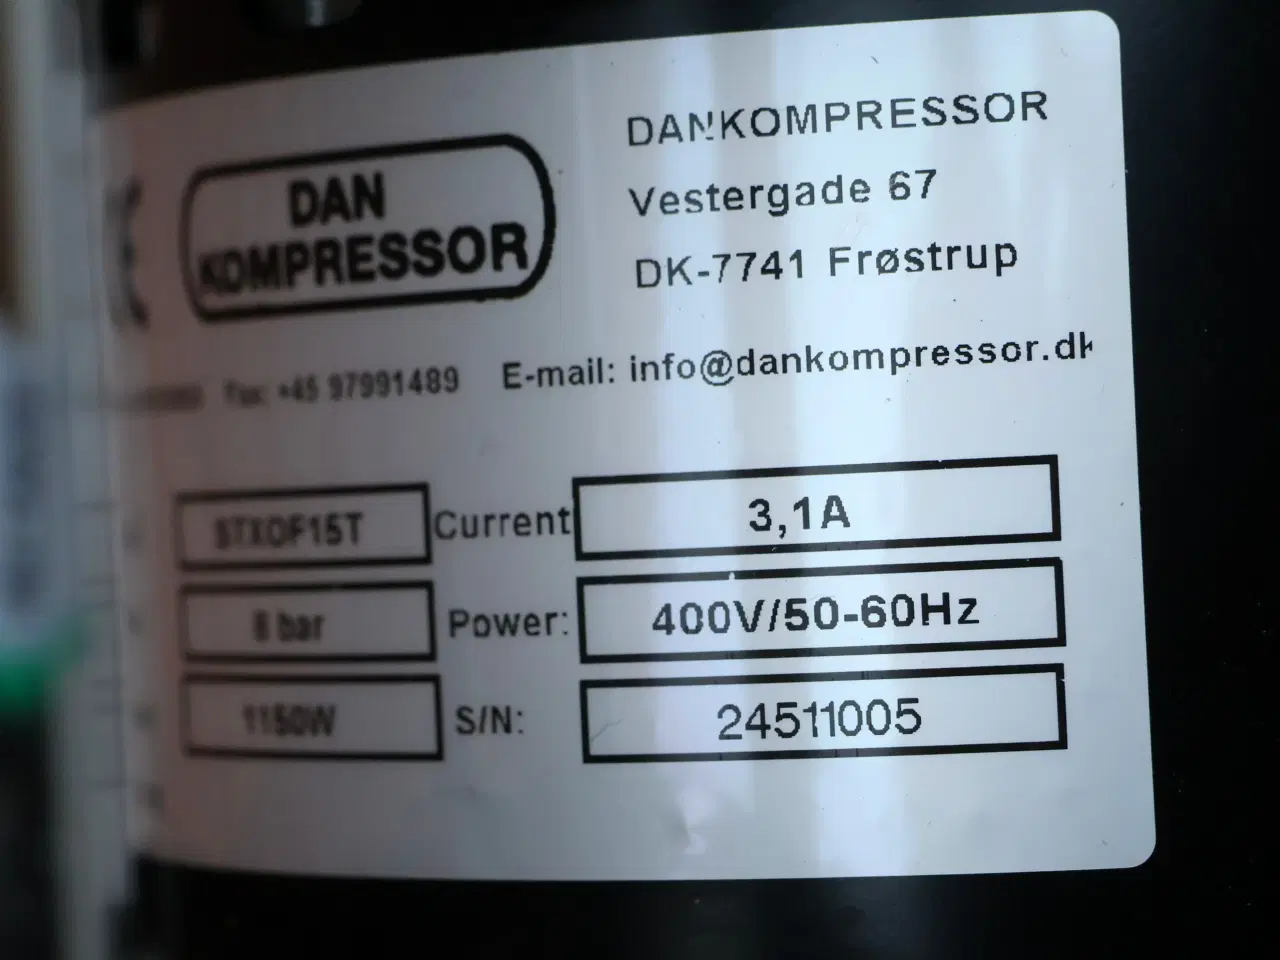 DAN
KOMPRESSOR
DANKOMPRESSOR
Vestergade 67
DK-7741 Frøstrup
Fax: +45 97991489 E-mail: info@dankompressor.dk
STXOF15T Current 3,1A
8 bar Power: 400V/50-60Hz
1150W S/N: 24511005